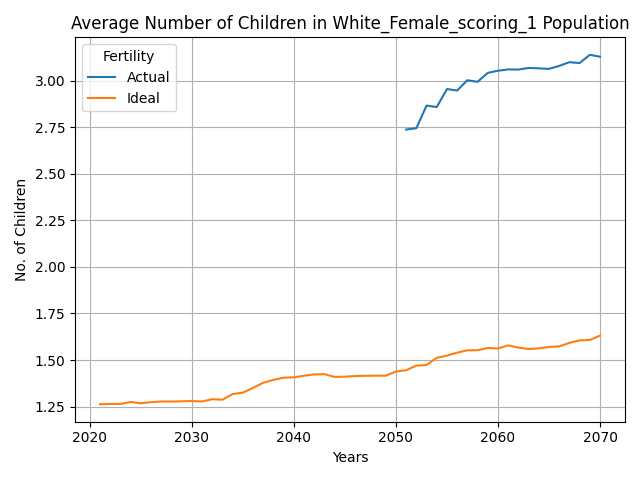 Average Number of Children in White_Female_scoring_1 Population
Fertility
Actual
Ideal
No. of Children
3.00
2.75
2.50
2.25
2.00
1.75
1.50
1.25
2020 2030 2040 2050 2060 2070
Years